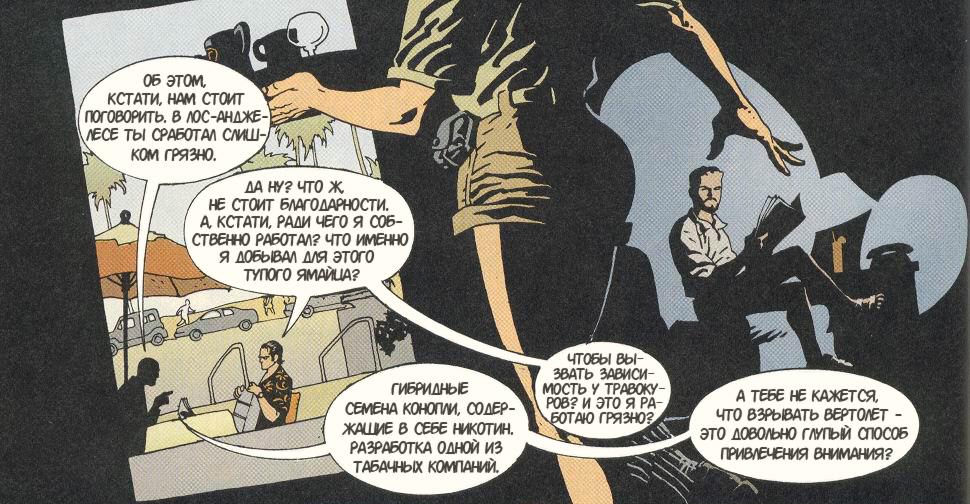 ОБ ЭТОМ,
КСТАТИ, НАМ СТОИТ
ПОГОВОРИТЬ. В ЛОС-АНДЖЕ-
ЛЕСЕ ТЫ СРАБОТАЛ СЛИШ-
КОМ ГРЯЗНО.
ДА НУ? ЧТО Ж,
НЕ СТОИТ БЛАГОДАРНОСТИ.
А, КСТАТИ, РАДИ ЧЕГО Я СОБ-
СТВЕННО РАБОТАЛ? ЧТО ИМЕННО
Я ДОБЫВАЛ ДЛЯ ЭТОГО
ТУПОГО ЯМАЙЦА?
ГИБРИДНЫЕ
СЕМЕНА КОНОПЛИ, СОДЕР-
ЖАЩИЕ В СЕБЕ НИКОТИН.
РАЗРАБОТКА ОДНОЙ ИЗ
ТАБАЧНЫХ КОМПАНИЙ.
ЧТОБЫ ВЫ-
ЗВАТЬ ЗАВИСИ-
МОСТЬ У ТРАВОКУ-
РОВ? И ЭТО Я РА-
БОТАЮ ГРЯЗНО?
А ТЕБЕ НЕ КАЖЕТСЯ,
ЧТО ВЗРЫВАТЬ ВЕРТОЛЕТ -
ЭТО ДОВОЛЬНО ГЛУПЫЙ СПОСОБ
ПРИВЛЕЧЕНИЯ ВНИМАНИЯ?